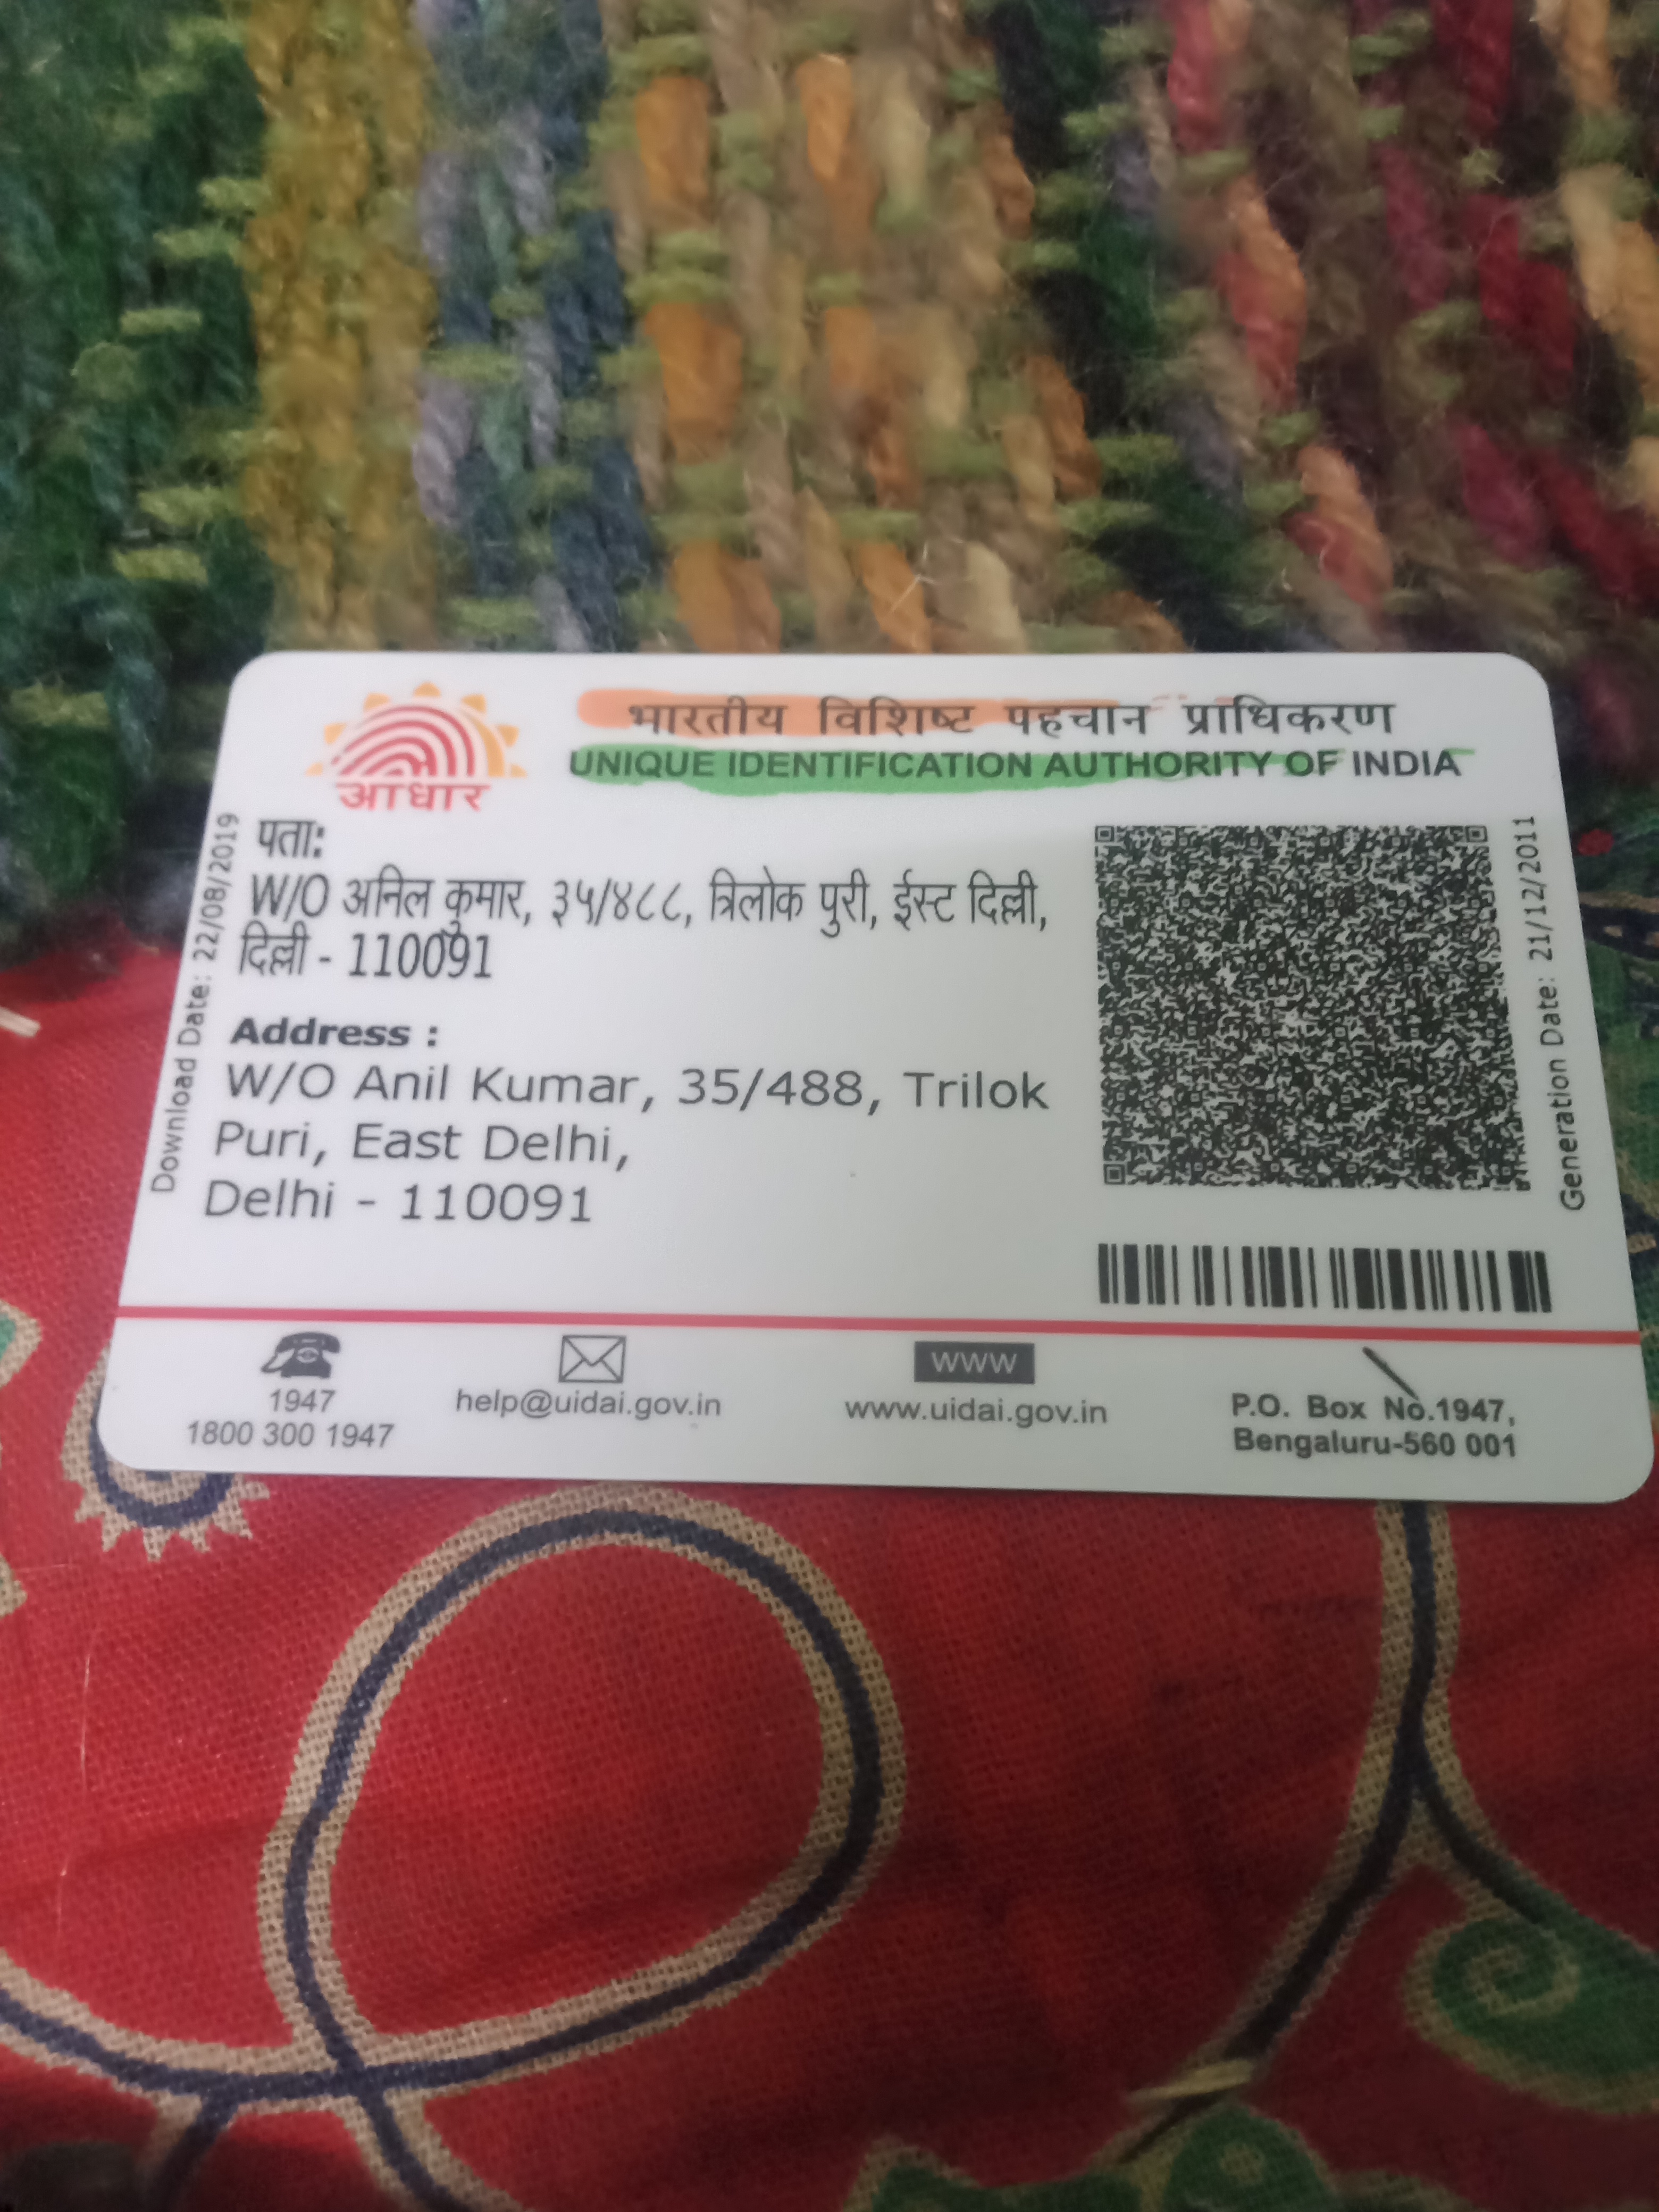 भारतीय विशिष्ट पहचान प्राधिकरण
UNIQUE IDENTIFICATION AUTHORITY OF INDIA
आधार
Download Date: 22/08/2019
पता:
W/O अनिल कुमार, ३५/४८८, त्रिलोक पुरी, ईस्ट दिल्ली,
दिल्ली - 110091
Address :
W/O Anil Kumar, 35/488, Trilok
Puri, East Delhi,
Delhi - 110091
Generation Date: 21/12/2011
1947
1800 300 1947
help@uidai.gov.in
www
www.uidai.gov.in
P.O. Box No.1947,
Bengaluru-560 001